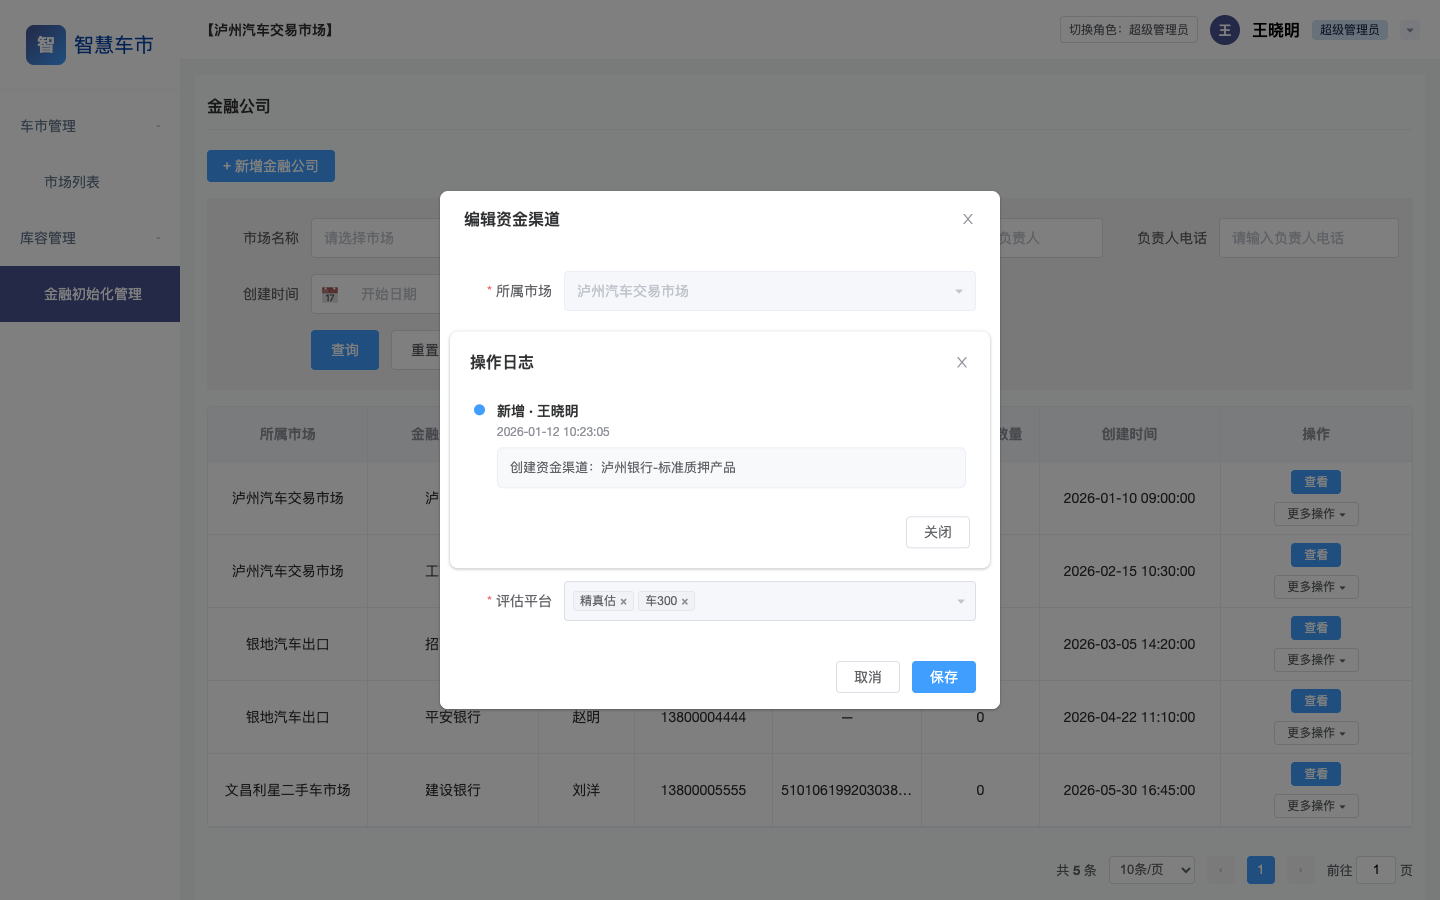 智 智慧车市
【泸州汽车交易市场】
切换角色：超级管理员
王 王晓明 超级管理员
车市管理
市场列表
库容管理
金融初始化管理
金融公司
+ 新增金融公司
市场名称 请选择市场
负责人
负责人电话 请输入负责人电话
创建时间 开始日期
查询 重置
编辑资金渠道
* 所属市场 泸州汽车交易市场
操作日志
新增 · 王晓明
2026-01-12 10:23:05
创建资金渠道：泸州银行-标准质押产品
关闭
* 评估平台 精真估 × 车300 ×
取消 保存
所属市场 金融 数量 创建时间 操作
泸州汽车交易市场 泸 2026-01-10 09:00:00 查看 更多操作
泸州汽车交易市场 工 2026-02-15 10:30:00 查看 更多操作
银地汽车出口 招 2026-03-05 14:20:00 查看 更多操作
银地汽车出口 平安银行 赵明 13800004444 — 0 2026-04-22 11:10:00 查看 更多操作
文昌利星二手车市场 建设银行 刘洋 13800005555 510106199203038... 0 2026-05-30 16:45:00 查看 更多操作
共 5 条 10条/页 ‹ 1 › 前往 1 页